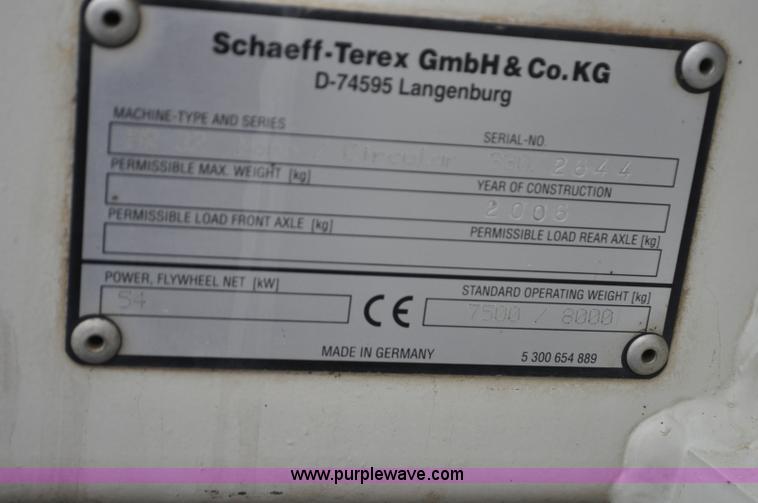 Schaeff-Terex GmbH & Co. KG
D-74595 Langenburg
MACHINE-TYPE AND SERIES SERIAL-NO.
Circular 2844
PERMISSIBLE MAX. WEIGHT [kg] YEAR OF CONSTRUCTION
2006
PERMISSIBLE LOAD FRONT AXLE [kg] PERMISSIBLE LOAD REAR AXLE [kg]
POWER, FLYWHEEL NET [kW] STANDARD OPERATING WEIGHT [kg]
54 CE 7500 / 8000
MADE IN GERMANY 5 300 654 889
www.purplewave.com